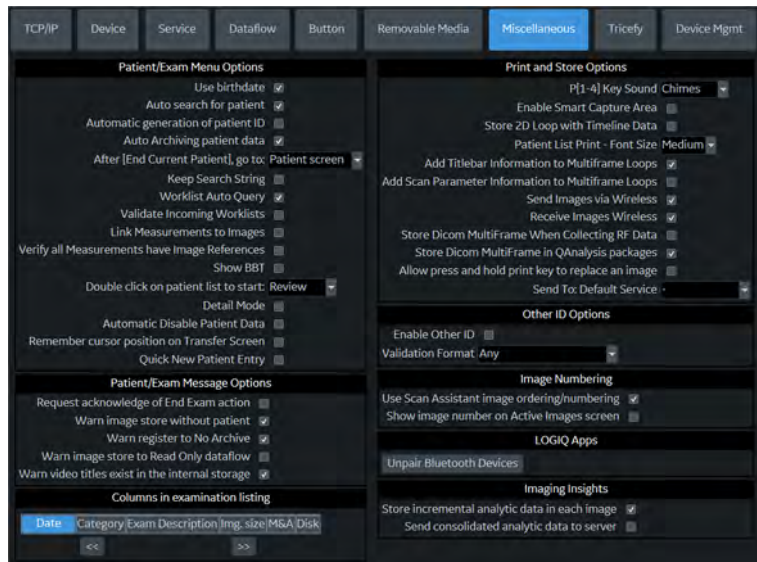 TCP/IP Device Service Dataflow Button Removable Media Miscellaneous Tricefy Device Mgmt
Patient/Exam Menu Options
Use birthdate
Auto search for patient
Automatic generation of patient ID
Auto Archiving patient data
After [End Current Patient], go to: Patient screen
Keep Search String
Worklist Auto Query
Validate Incoming Worklists
Link Measurements to Images
Verify all Measurements have Image References
Show BBT
Double click on patient list to start: Review
Detail Mode
Automatic Disable Patient Data
Remember cursor position on Transfer Screen
Quick New Patient Entry
Patient/Exam Message Options
Request acknowledge of End Exam action
Warn image store without patient
Warn register to No Archive
Warn image store to Read Only dataflow
Warn video titles exist in the internal storage
Columns in examination listing
Date Category Exam Description Img. size M&A Disk
<< >>
Print and Store Options
P[1-4] Key Sound Chimes
Enable Smart Capture Area
Store 2D Loop with Timeline Data
Patient List Print - Font Size Medium
Add Titlebar Information to Multiframe Loops
Add Scan Parameter Information to Multiframe Loops
Send Images via Wireless
Receive Images Wireless
Store Dicom MultiFrame When Collecting RF Data
Store Dicom MultiFrame in QAnalysis packages
Allow press and hold print key to replace an image
Send To: Default Service -
Other ID Options
Enable Other ID
Validation Format Any
Image Numbering
Use Scan Assistant image ordering/numbering
Show image number on Active Images screen
LOGIQ Apps
Unpair Bluetooth Devices
Imaging Insights
Store incremental analytic data in each image
Send consolidated analytic data to server